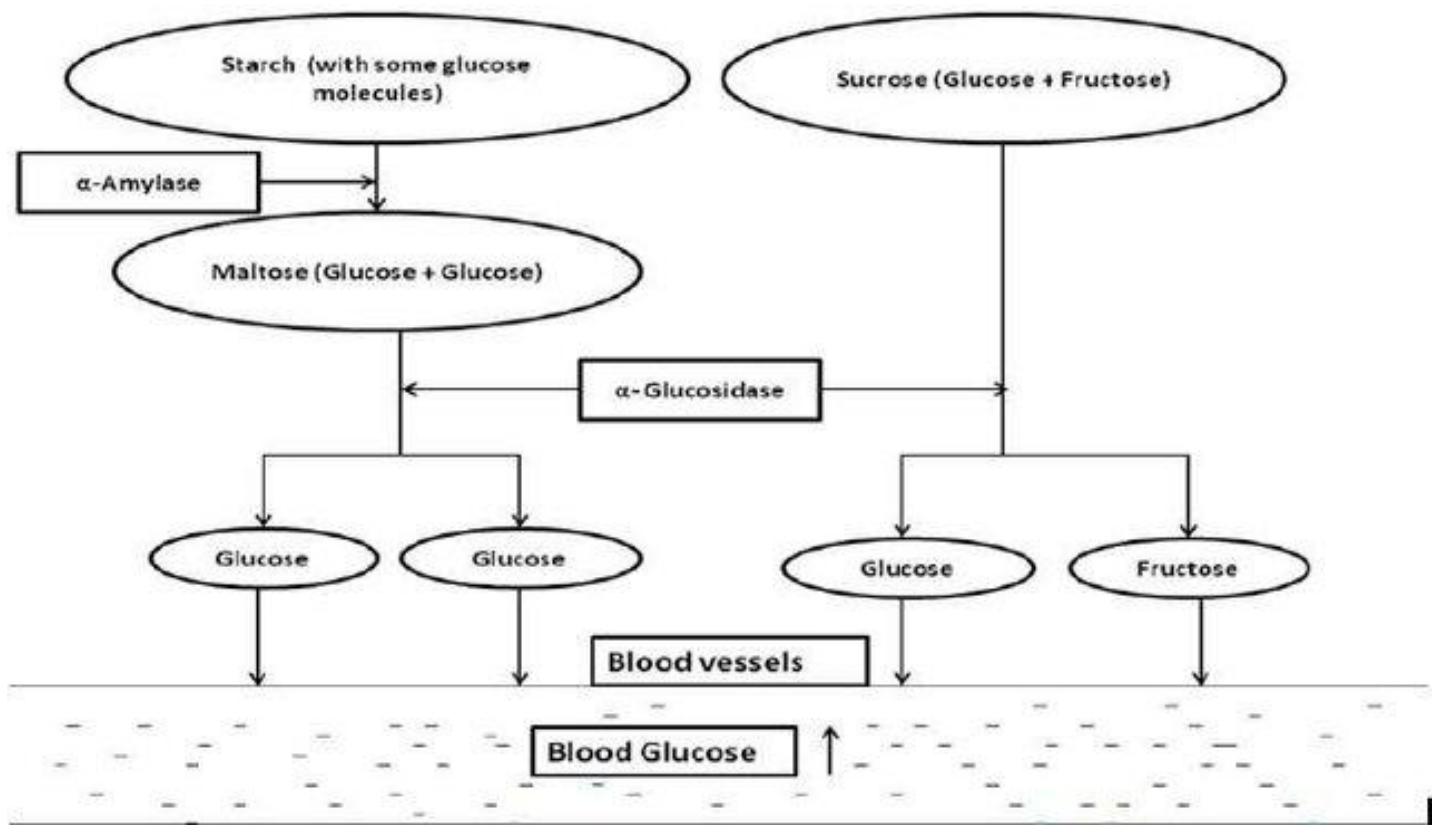 Starch (with some glucose
molecules)
Sucrose (Glucose + Fructose)
α-Amylase
Maltose (Glucose + Glucose)
α-Glucosidase
Glucose
Glucose
Glucose
Fructose
Blood vessels
Blood Glucose ↑